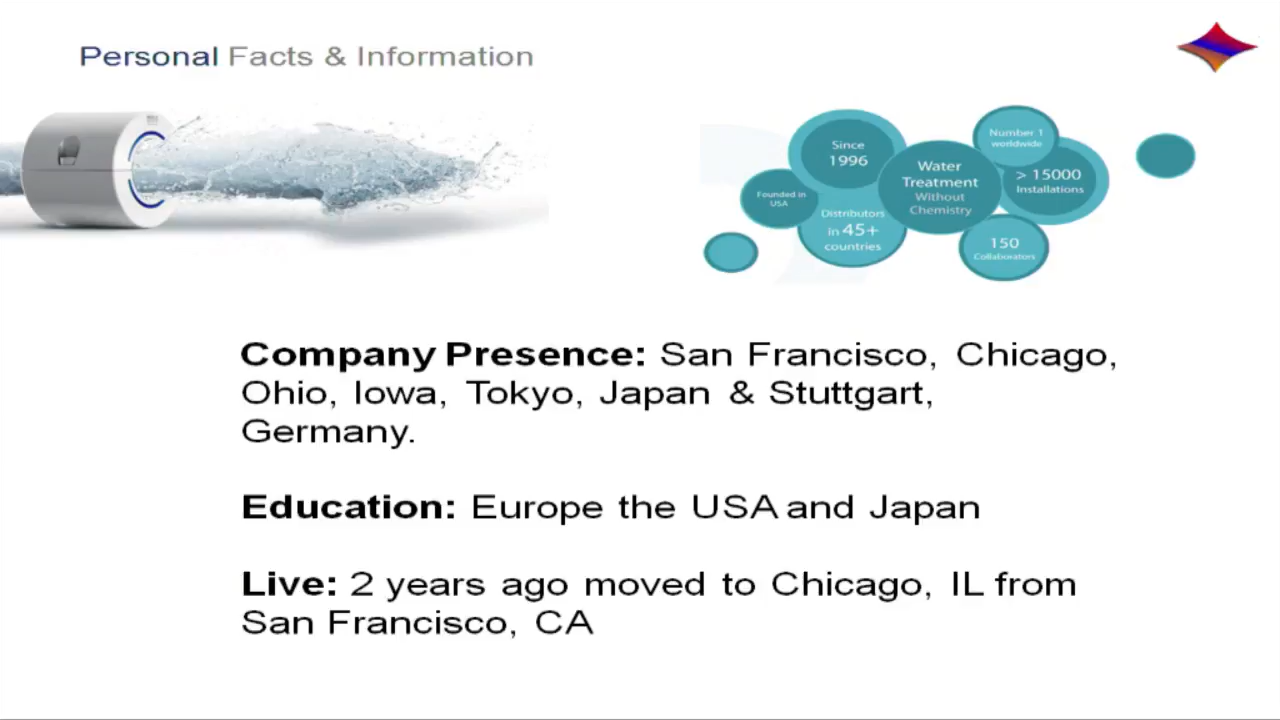 Personal Facts & Information
Since
1996
Number 1
worldwide
Water
Treatment
Without
Chemistry
> 15000
Installations
Founded in
USA
Distributors
in 45+
countries
150
Collaborators
Company Presence: San Francisco, Chicago,
Ohio, Iowa, Tokyo, Japan & Stuttgart,
Germany.
Education: Europe the USA and Japan
Live: 2 years ago moved to Chicago, IL from
San Francisco, CA